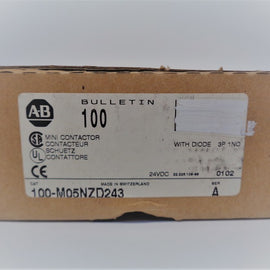 BULLETIN
A-B
100
MINI CONTACTOR
CONTACTEUR
SCHUETZ
CONTATTORE
WITH DIODE 3P 1NO
24VDC
0102
CAT
MADE IN SWITZERLAND
SER
100-M05NZD243
A